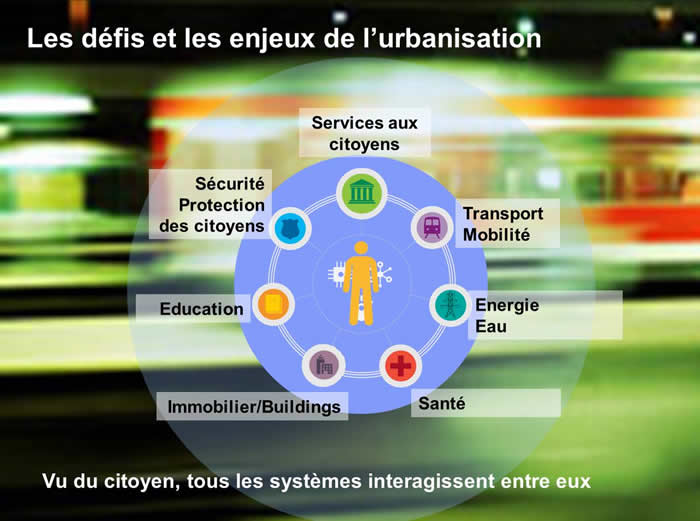 Les défis et les enjeux de l’urbanisation
Services aux
citoyens
Sécurité
Protection
des citoyens
Transport
Mobilité
Education
Energie
Eau
Immobilier/Buildings
Santé
Vu du citoyen, tous les systèmes interagissent entre eux